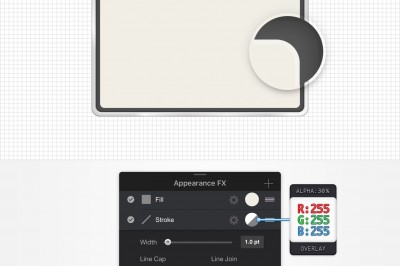 Appearance FX
Fill
Stroke
Width
1.0 pt
Line Cap
Line Join
ALPHA:30%
R:255
G:255
B:255
OVERLAY